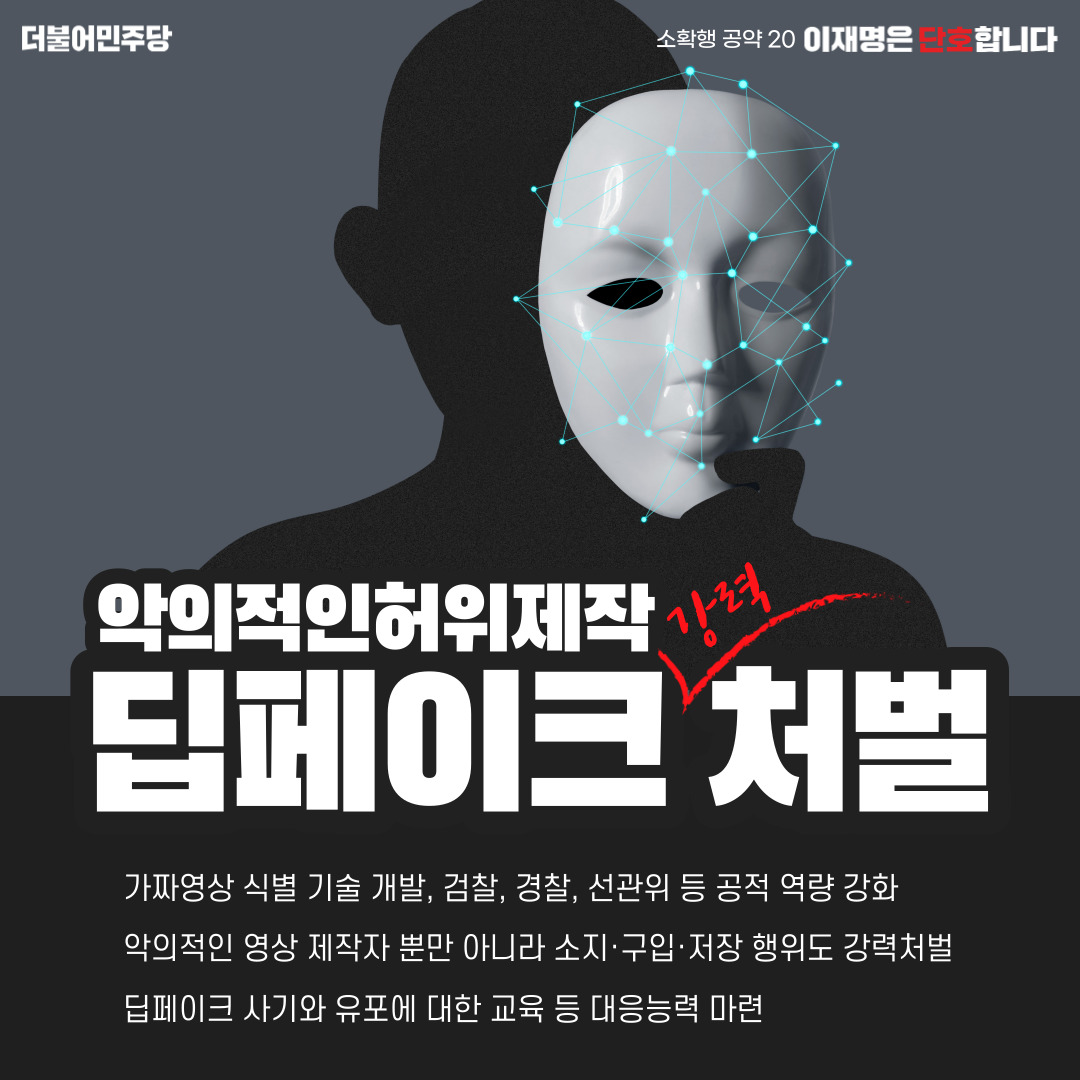 더불어민주당
소확행 공약 20 이재명은 단호합니다
악의적인허위제작
강력
딥페이크 처벌
가짜영상 식별 기술 개발, 검찰, 경찰, 선관위 등 공적 역량 강화
악의적인 영상 제작자 뿐만 아니라 소지·구입·저장 행위도 강력처벌
딥페이크 사기와 유포에 대한 교육 등 대응능력 마련